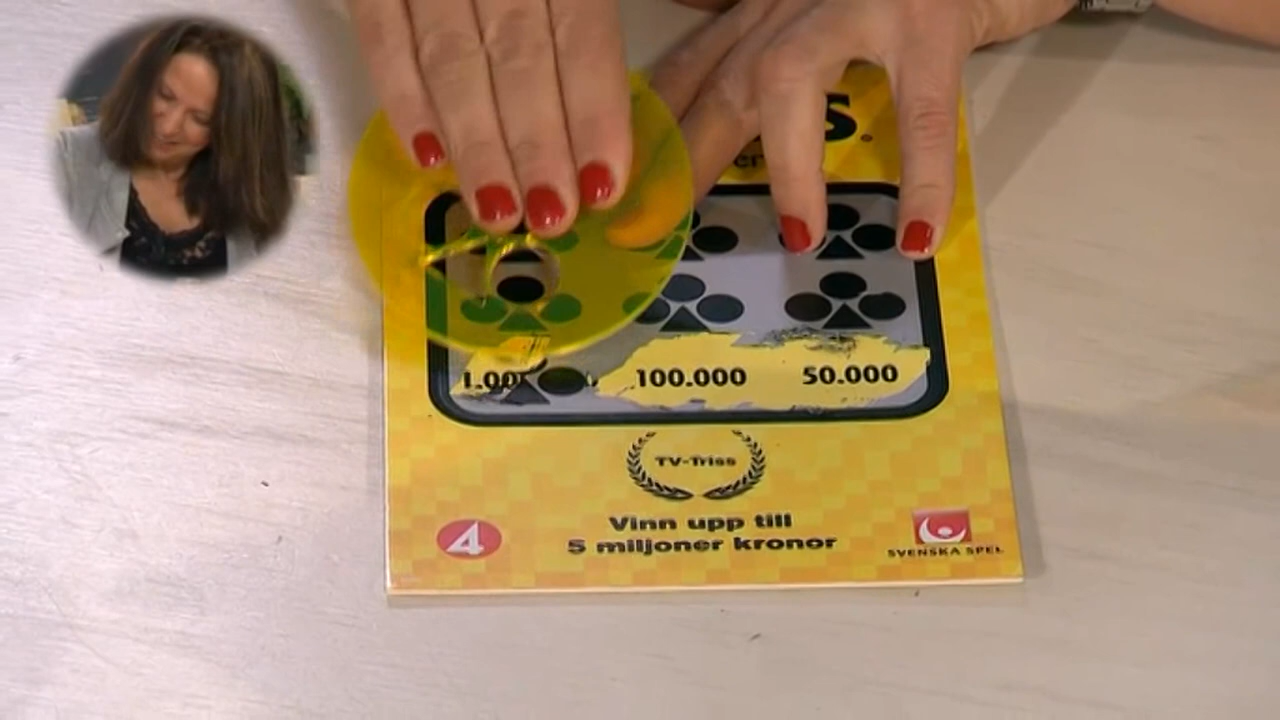 100.000 50.000
TV-Triss
Vinn upp till
5 miljoner kronor
4
SVENSKA SPEL